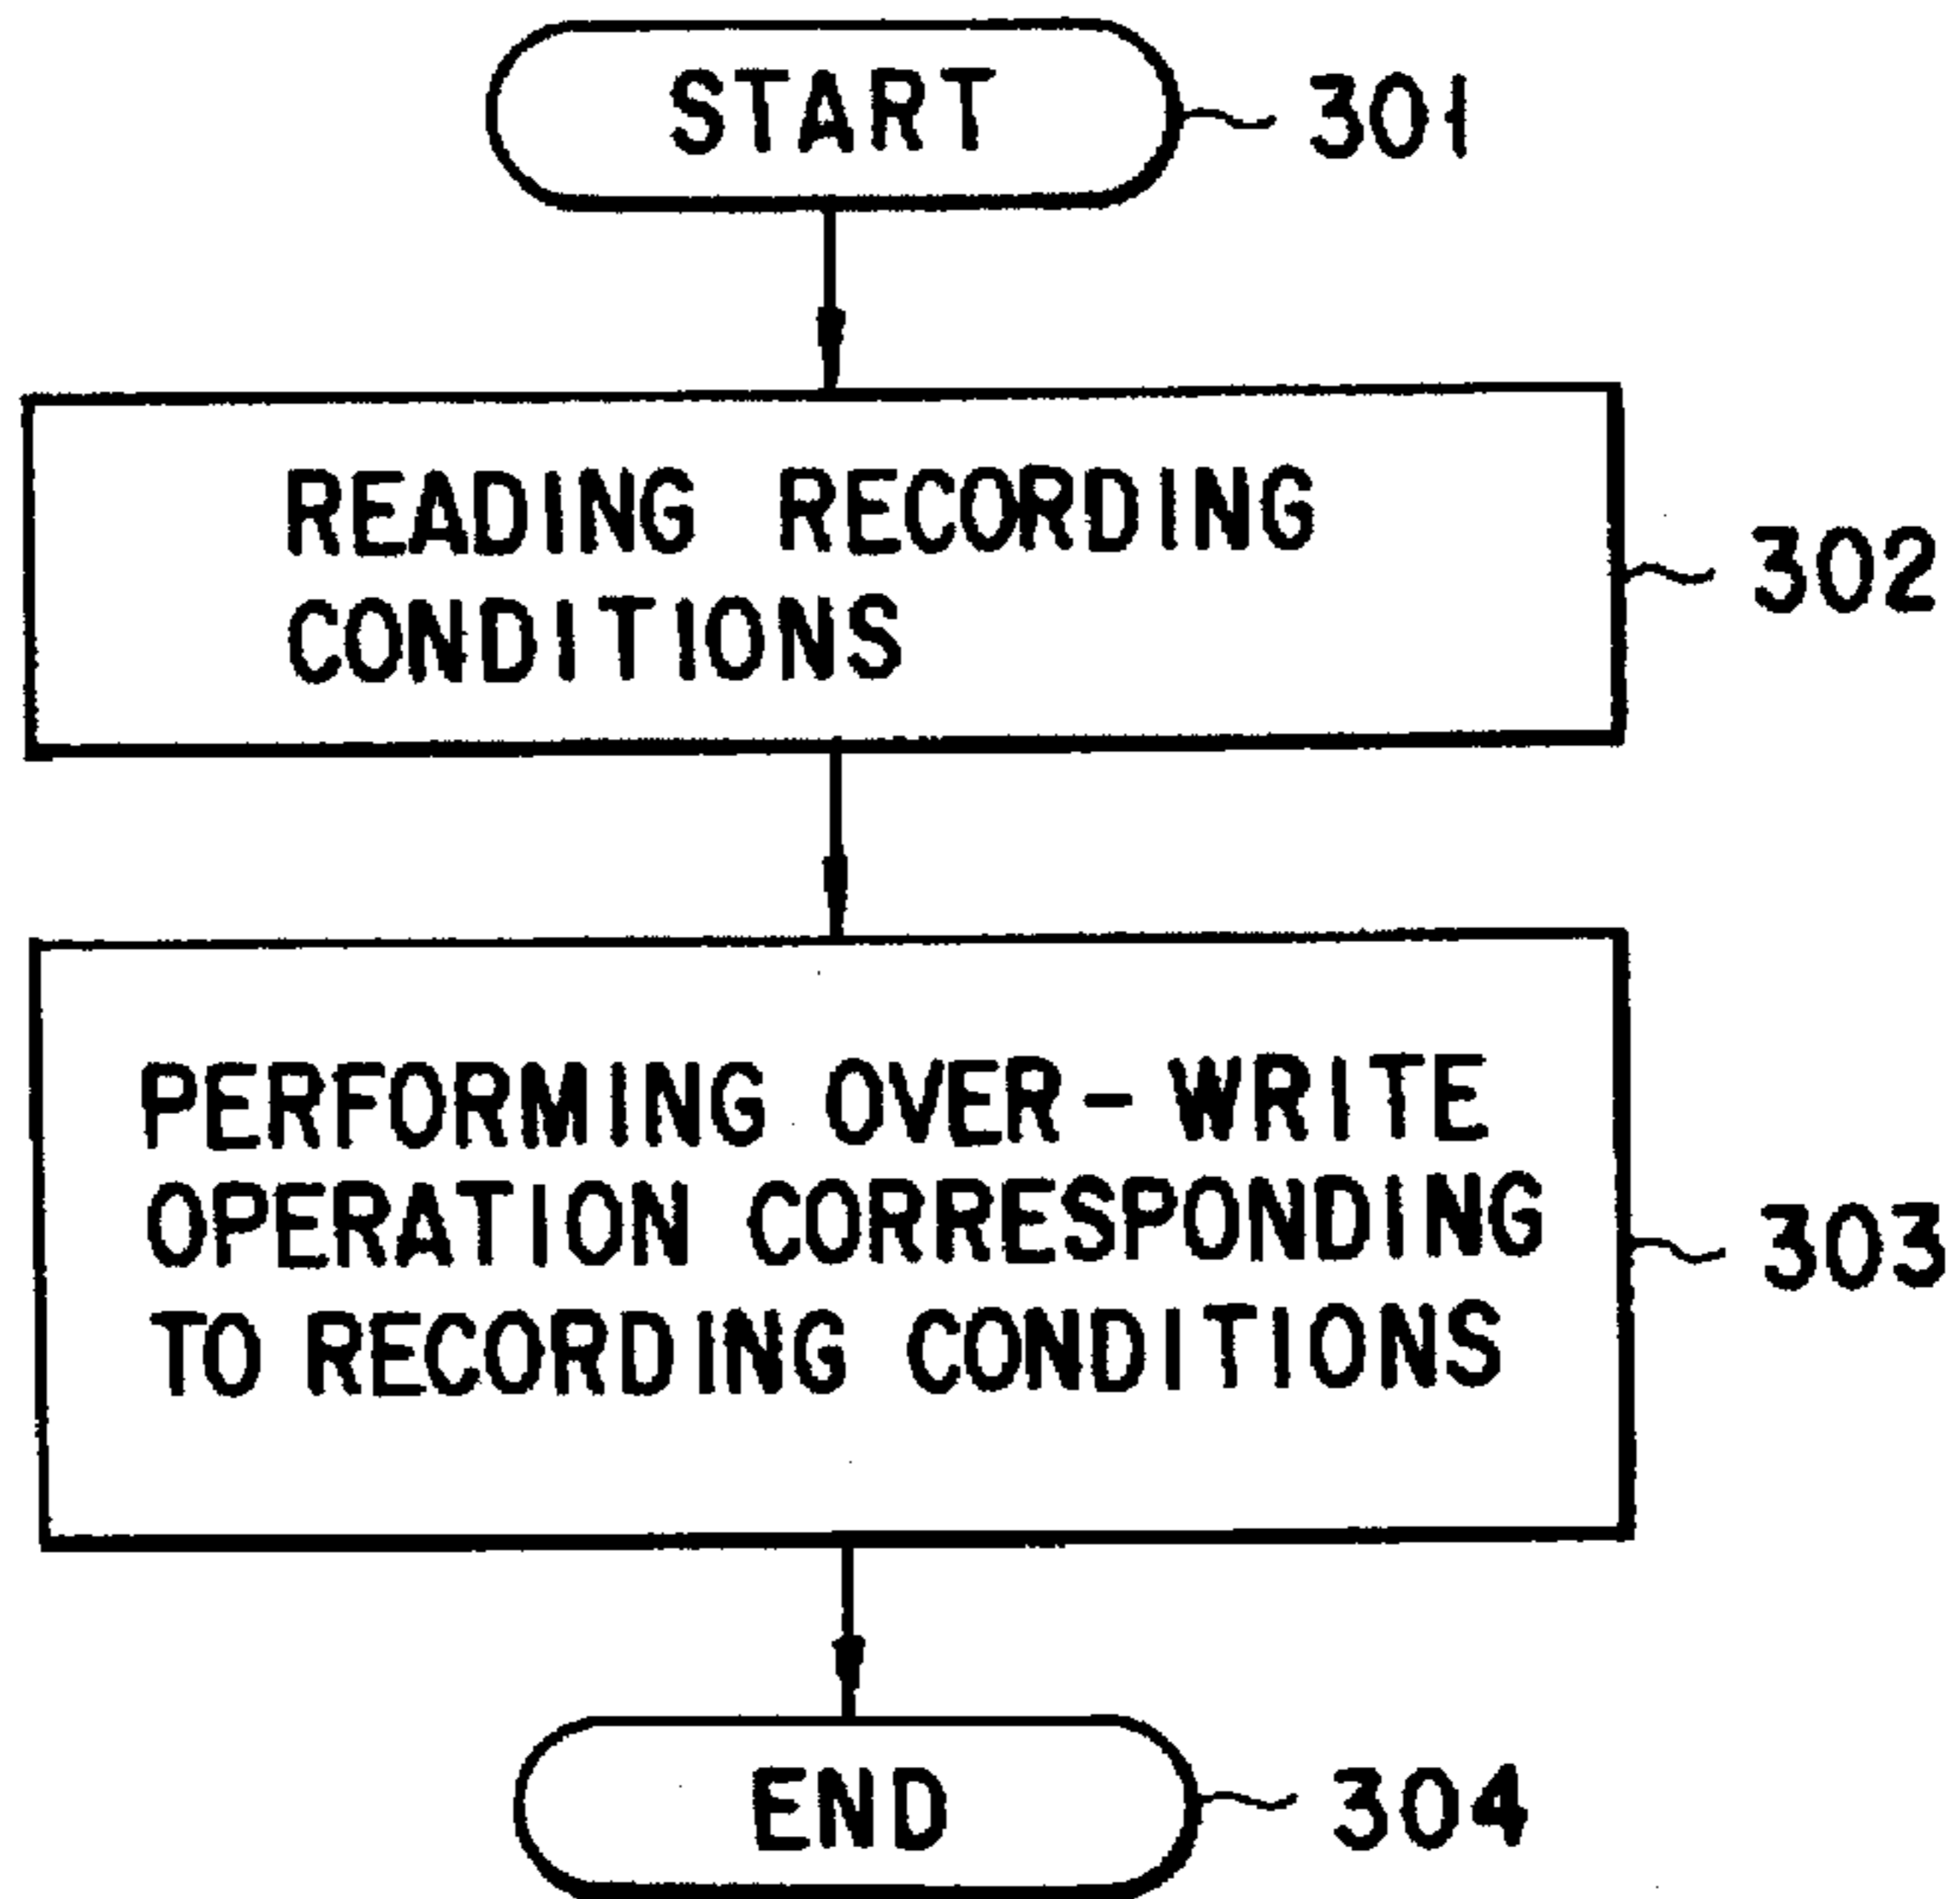 START
301
READING RECORDING
CONDITIONS
302
PERFORMING OVER-WRITE
OPERATION CORRESPONDING
TO RECORDING CONDITIONS
303
END
304